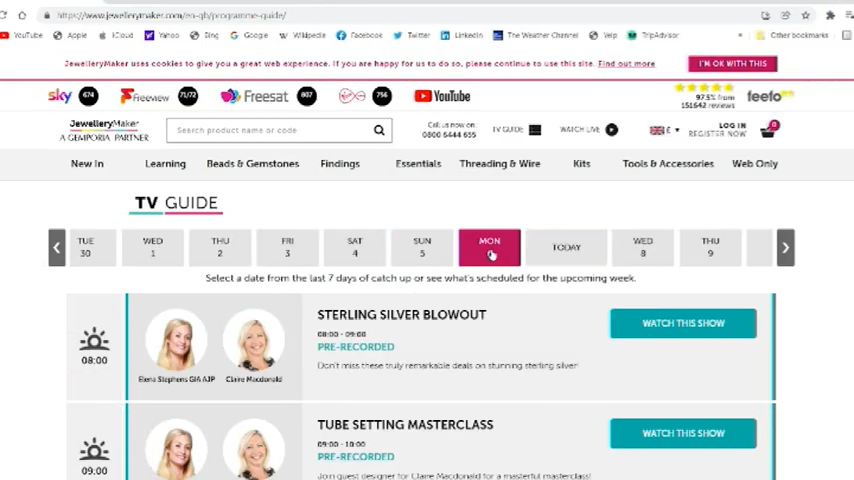 https://www.jewellerymaker.com/en-gb/programme-guide/
YouTube Apple iCloud Yahoo Bing Google Wikipedia Facebook Twitter LinkedIn The Weather Channel Yelp TripAdvisor » Other bookmarks
JewelleryMaker uses cookies to give you a great web experience. If you are happy for us to do so, please continue to use this site. Find out more
I'M OK WITH THIS
sky 674 Freeview 71/72 Freesat 807 756 YouTube
97.5% from
151642 reviews
feefo
JewelleryMaker
A GEMPORIA PARTNER
Search product name or code
Call us now on:
0800 6444 655
TV GUIDE
WATCH LIVE
£
LOG IN
REGISTER NOW
0
New In Learning Beads & Gemstones Findings Essentials Threading & Wire Kits Tools & Accessories Web Only
TV GUIDE
TUE WED THU FRI SAT SUN MON TODAY WED THU
30 1 2 3 4 5 8 9
Select a date from the last 7 days of catch up or see what's scheduled for the upcoming week.
08:00
Elena Stephens GIA AJP
Claire Macdonald
STERLING SILVER BLOWOUT
08:00 - 09:00
PRE-RECORDED
Don't miss these truly remarkable deals on stunning sterling silver!
WATCH THIS SHOW
09:00
TUBE SETTING MASTERCLASS
09:00 - 10:00
PRE-RECORDED
Join guest designer for Claire Macdonald for a masterful masterclass!
WATCH THIS SHOW